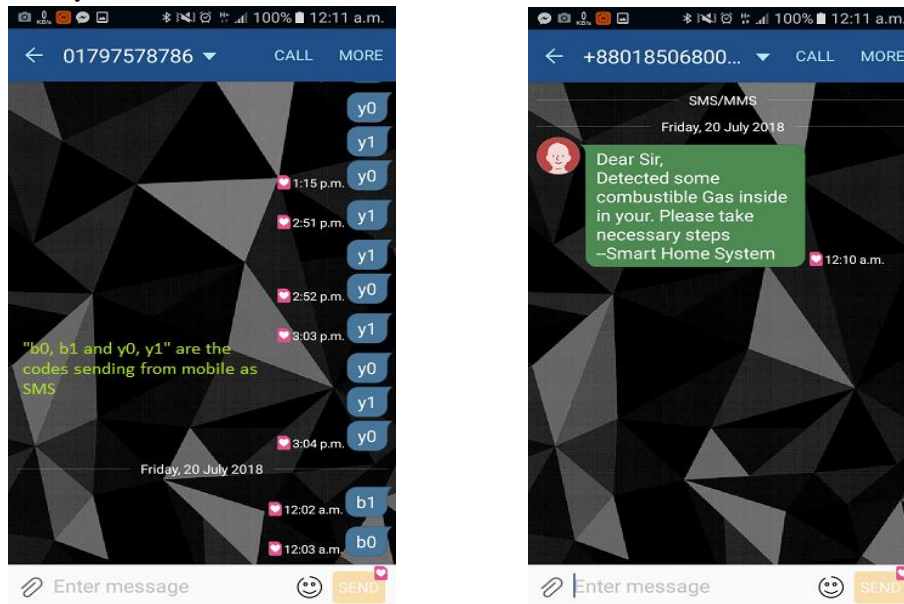 100% 12:11 a.m.
01797578786 CALL MORE
y0
y1
1:15 p.m. y0
2:51 p.m. y1
y1
2:52 p.m. y0
3:03 p.m. y1
"b0, b1 and y0, y1" are the
codes sending from mobile as
SMS
y0
y1
3:04 p.m. y0
Friday, 20 July 2018
12:02 a.m. b1
12:03 a.m. b0
Enter message SEND
100% 12:11 a.m.
+88018506800... CALL MORE
SMS/MMS
Friday, 20 July 2018
Dear Sir,
Detected some
combustible Gas inside
in your. Please take
necessary steps
--Smart Home System
12:10 a.m.
Enter message SEND